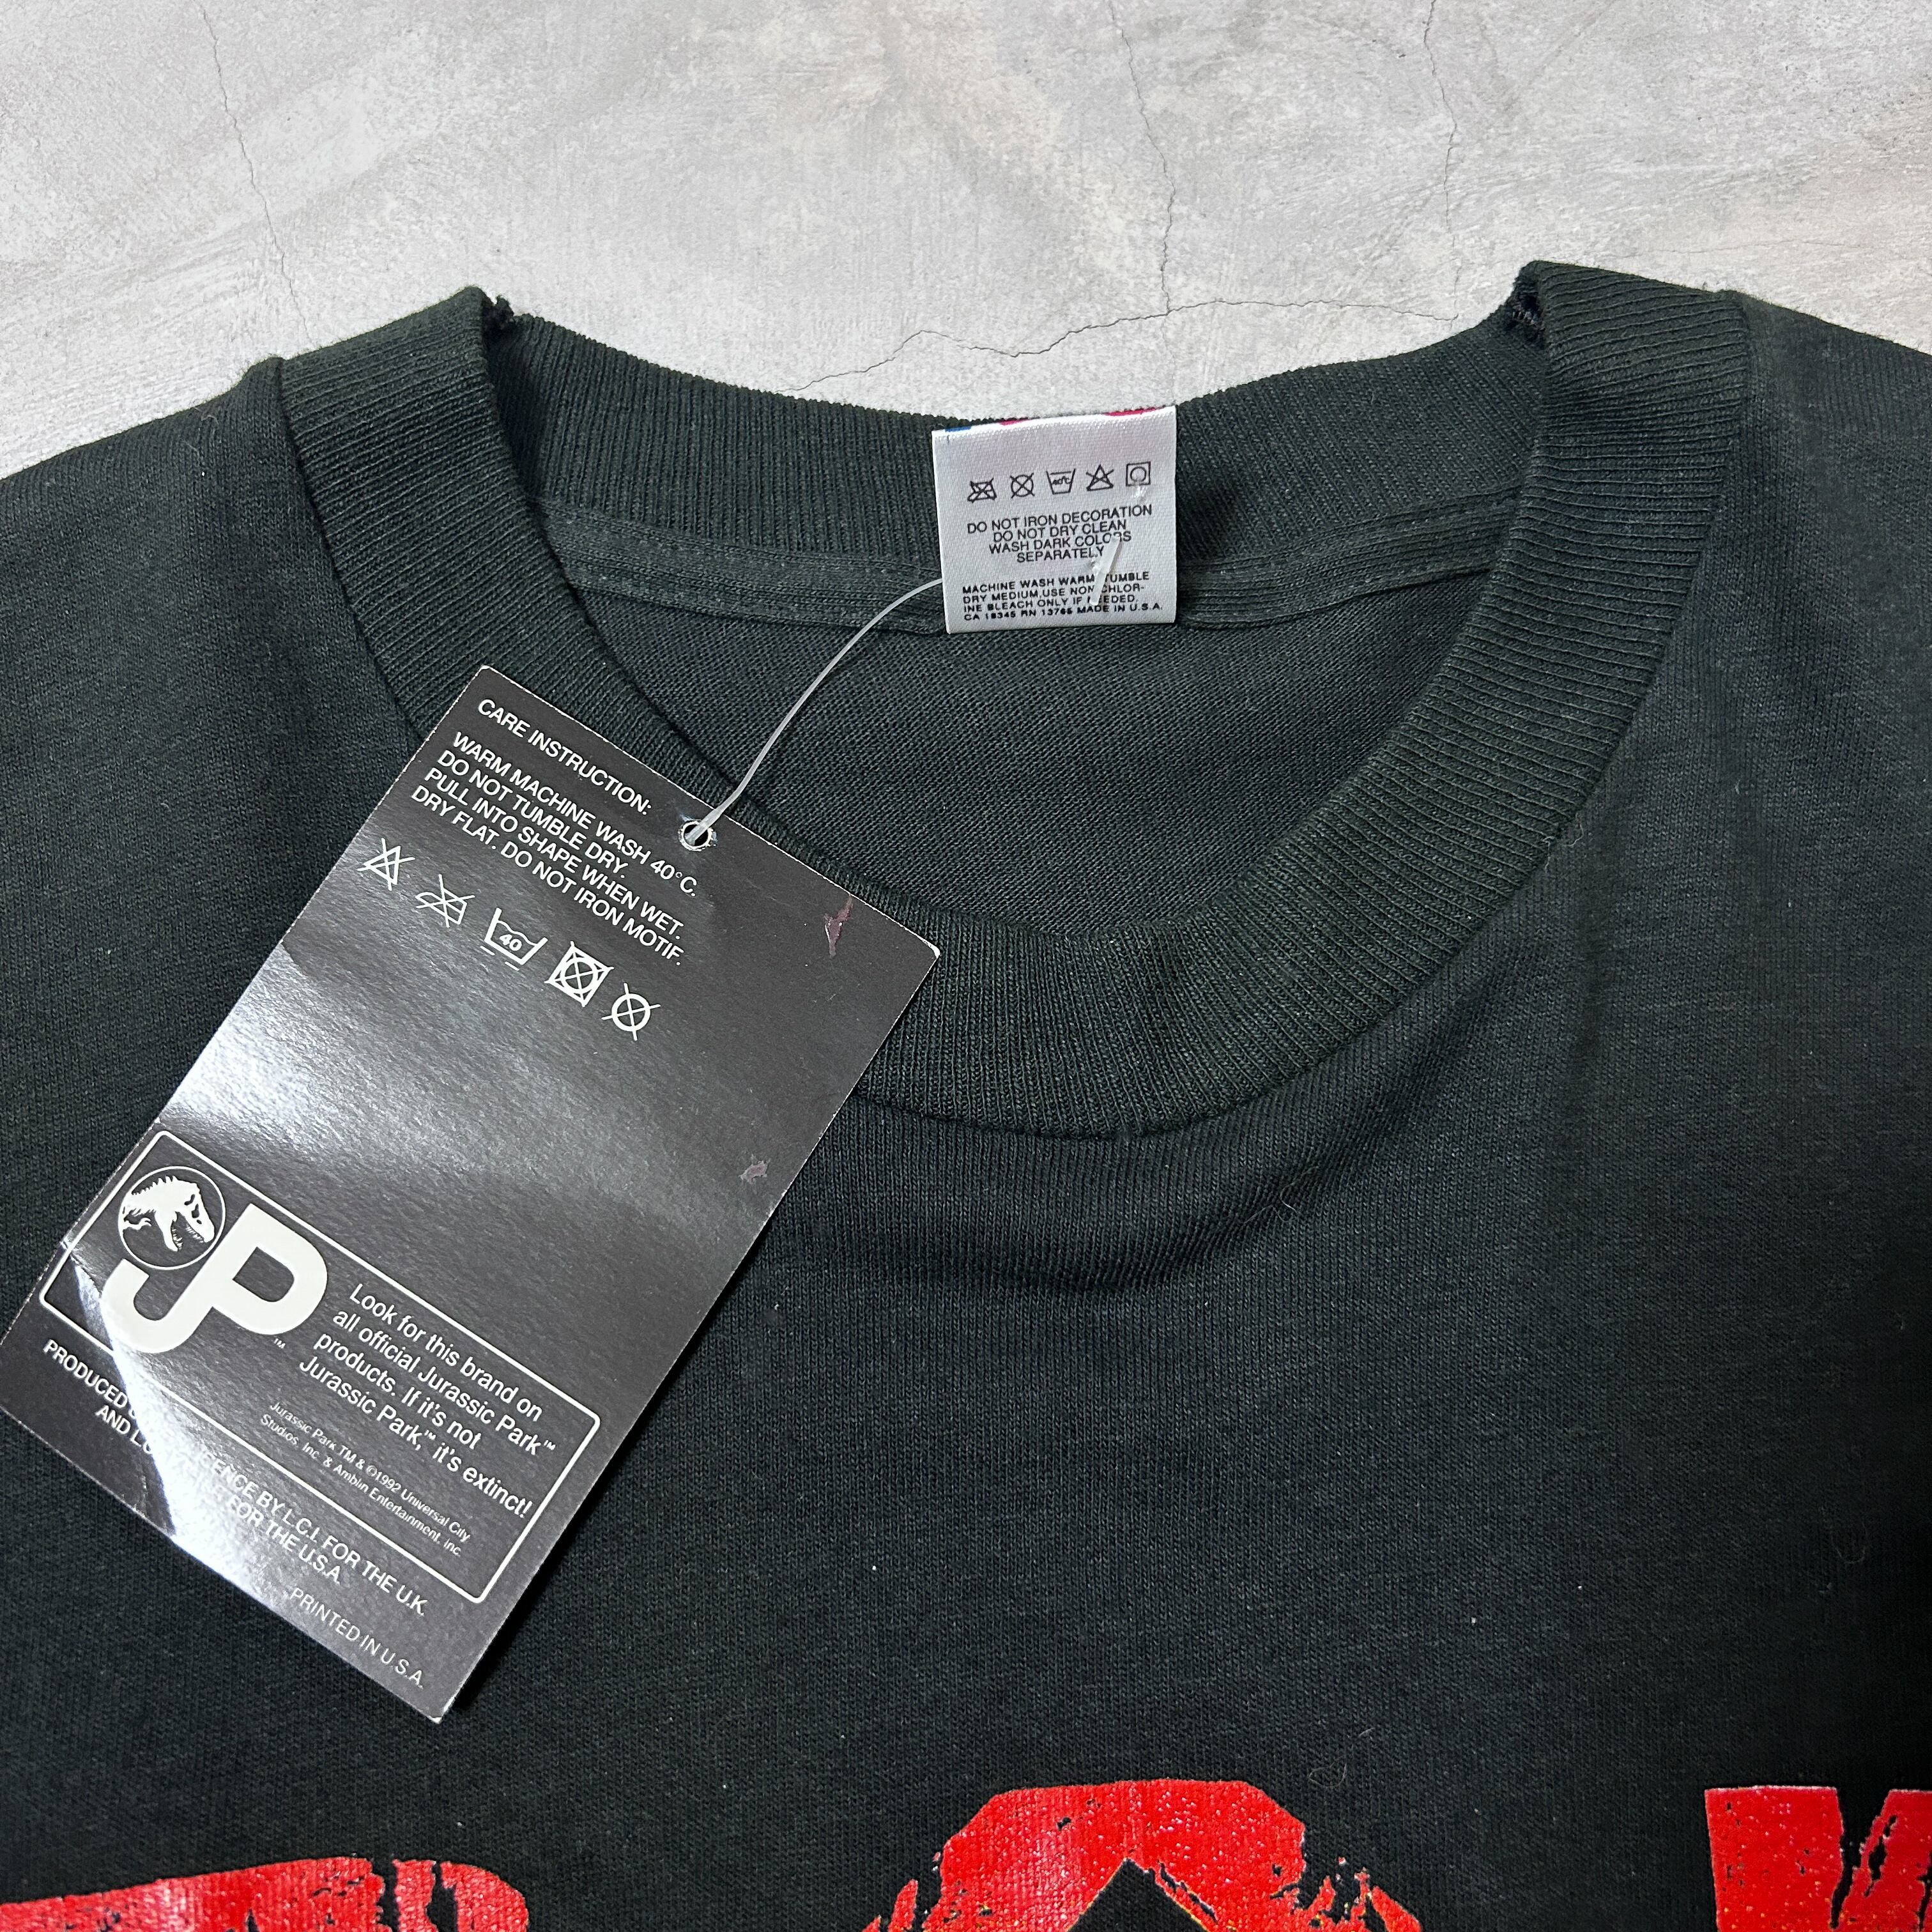 DO NOT IRON DECORATION
DO NOT DRY CLEAN
WASH DARK COLORS
SEPARATELY
MACHINE WASH WARM, TUMBLE
DRY MEDIUM, USE NON-CHLOR-
INE BLEACH ONLY IF NEEDED.
CA 18345 RN 13765 MADE IN U.S.A.
CARE INSTRUCTION:
WARM MACHINE WASH 40°C.
DO NOT TUMBLE DRY.
PULL INTO SHAPE WHEN WET.
DRY FLAT. DO NOT IRON MOTIF.
40
JP™
Look for this brand on
all official Jurassic Park™
products. If it's not
Jurassic Park,™ it's extinct!
Jurassic Park TM & ©1992 Universal City
Studios, Inc. & Amblin Entertainment, Inc.
PRODUCED BY L.C.I. FOR THE U.K.
AND FOR THE U.S.A.
PRINTED IN U.S.A.